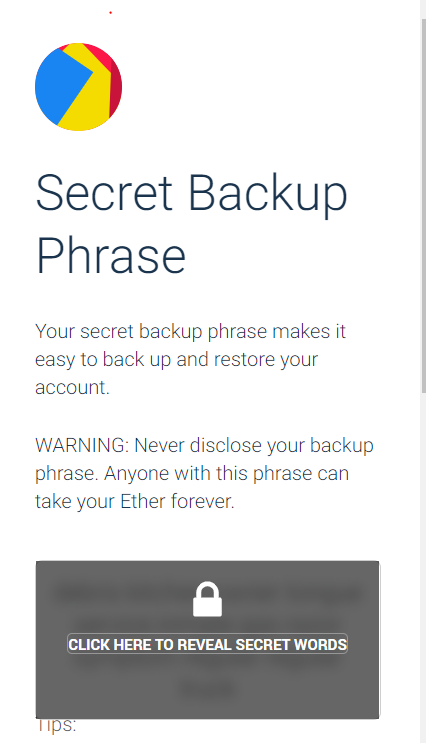 Secret Backup
Phrase
Your secret backup phrase makes it
easy to back up and restore your
account.
WARNING: Never disclose your backup
phrase. Anyone with this phrase can
take your Ether forever.
CLICK HERE TO REVEAL SECRET WORDS
Tips: